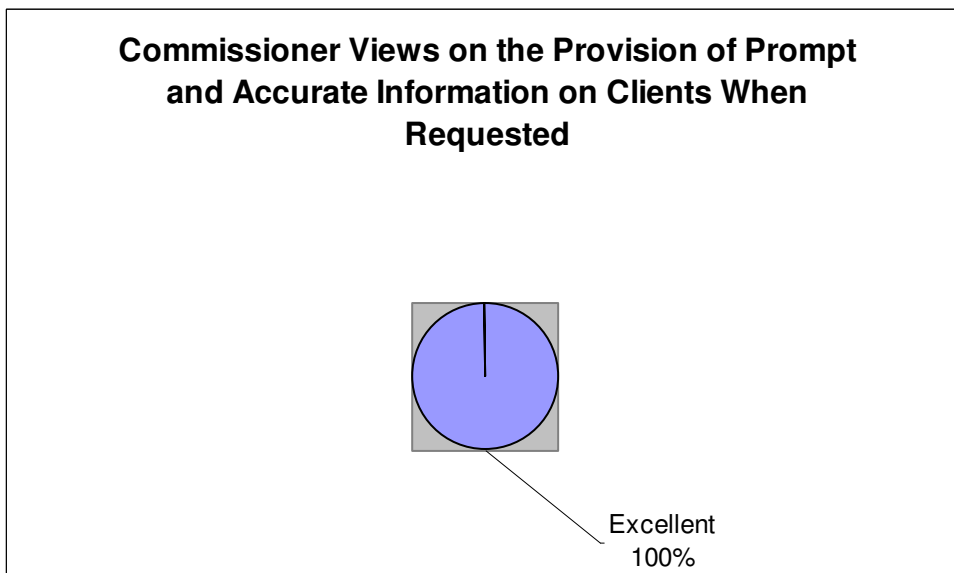 Commissioner Views on the Provision of Prompt
and Accurate Information on Clients When
Requested
Excellent
100%